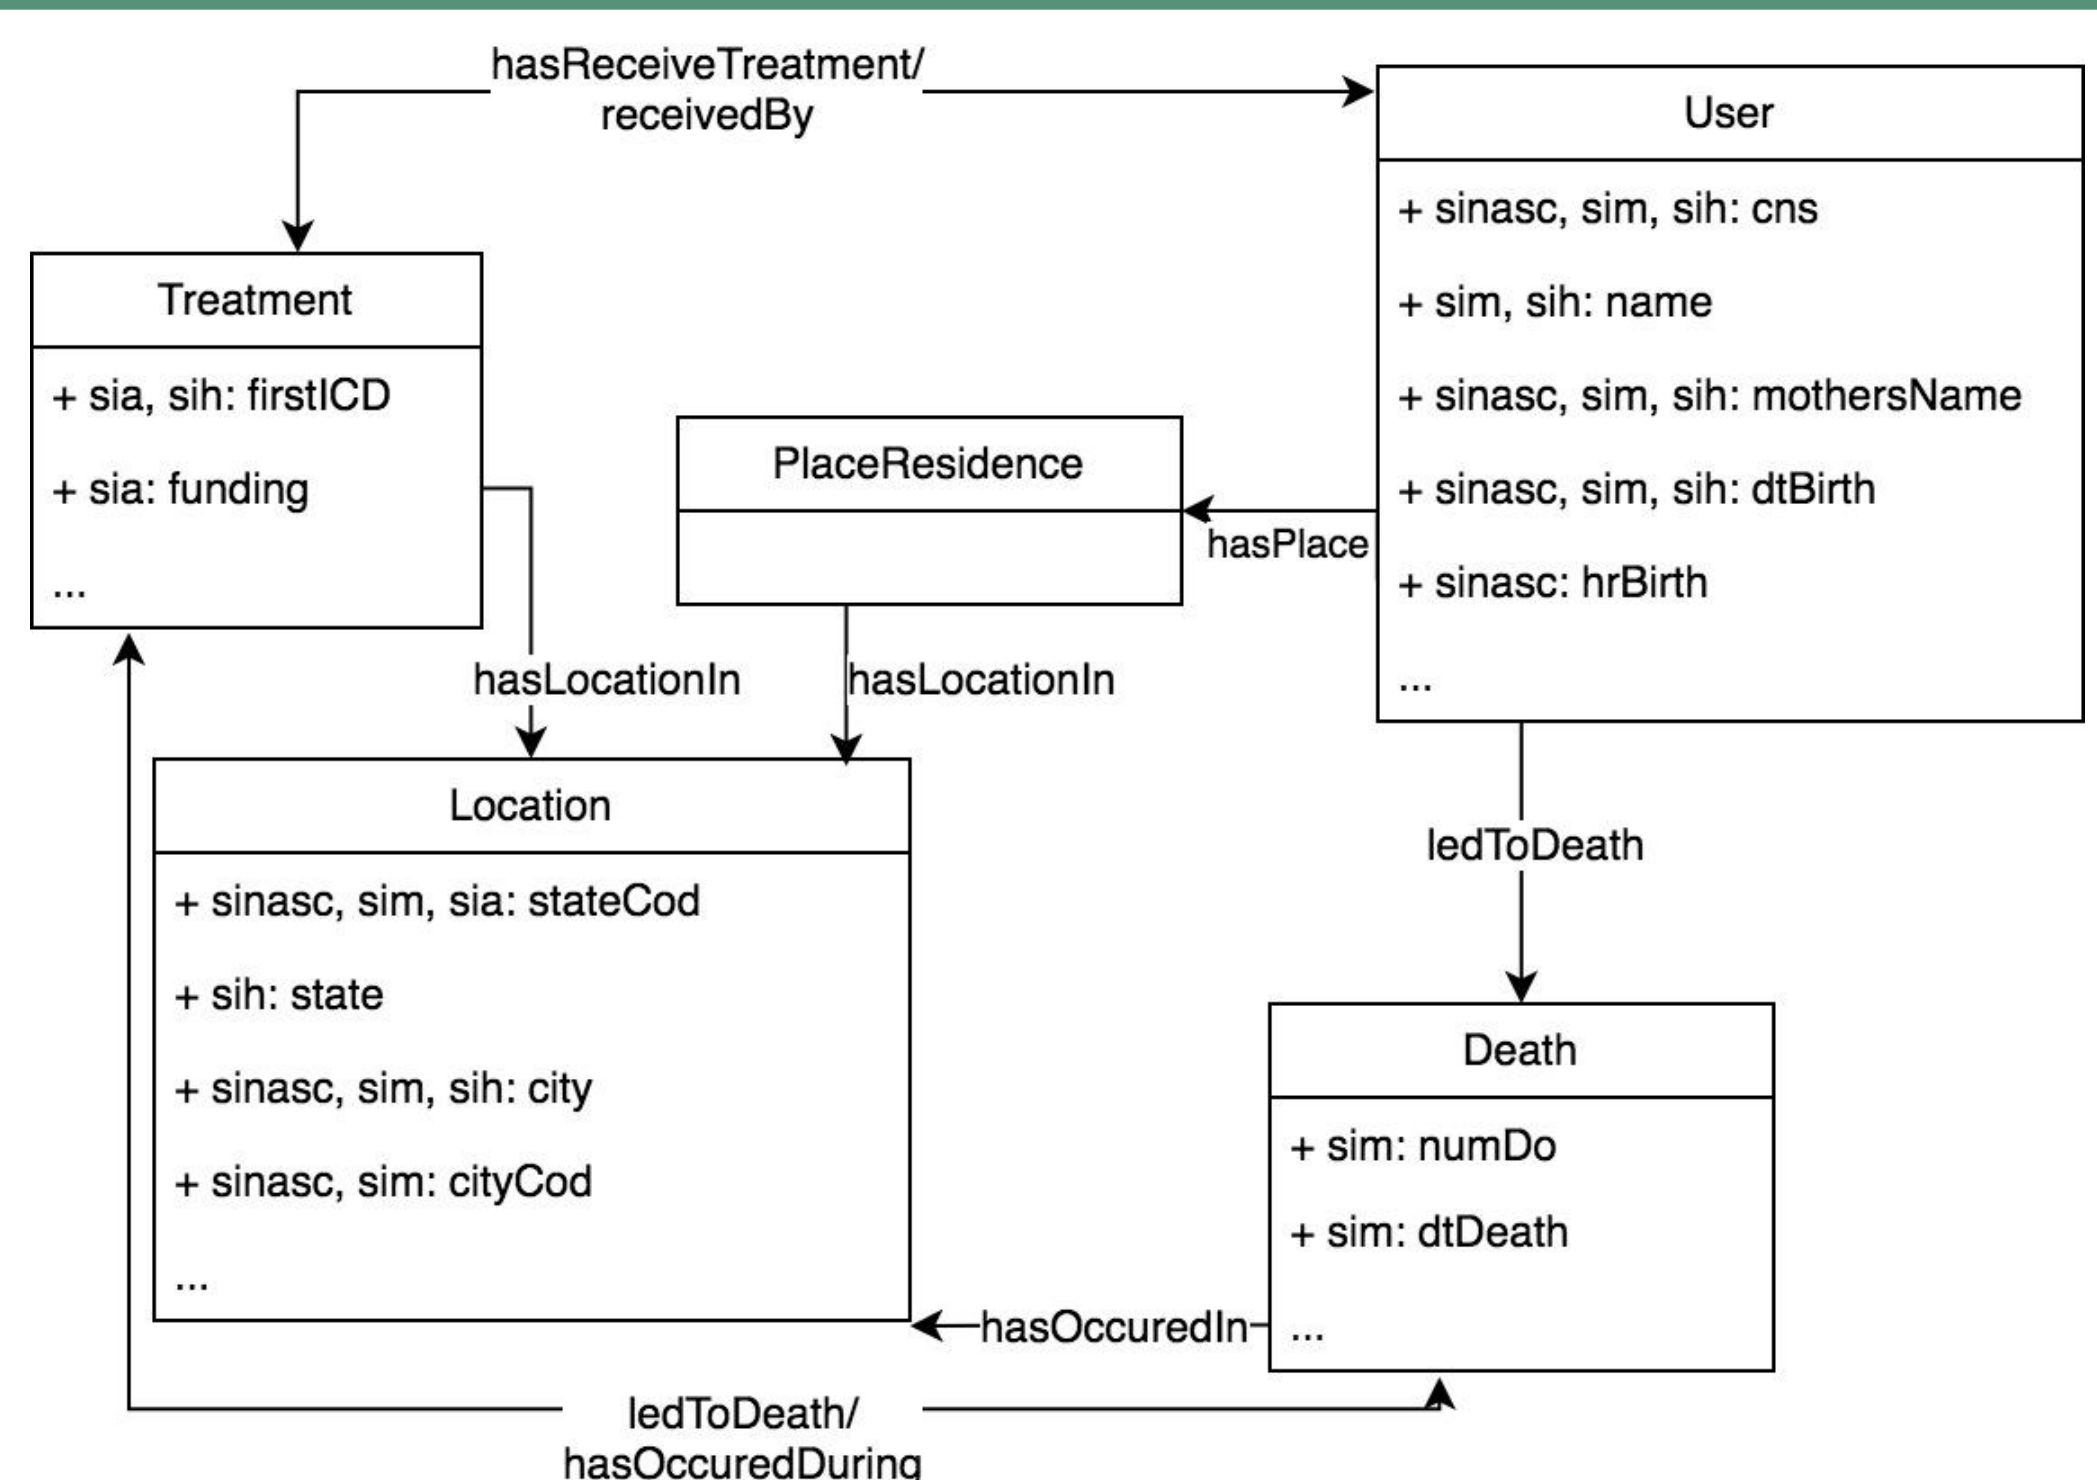 hasReceiveTreatment/
receivedBy
User
+ sinasc, sim, sih: cns
+ sim, sih: name
+ sinasc, sim, sih: mothersName
+ sinasc, sim, sih: dtBirth
+ sinasc: hrBirth
...
Treatment
+ sia, sih: firstICD
+ sia: funding
...
PlaceResidence
hasPlace
hasLocationIn
hasLocationIn
Location
+ sinasc, sim, sia: stateCod
+ sih: state
+ sinasc, sim, sih: city
+ sinasc, sim: cityCod
...
ledToDeath
Death
+ sim: numDo
+ sim: dtDeath
...
hasOccuredIn
ledToDeath/
hasOccuredDuring